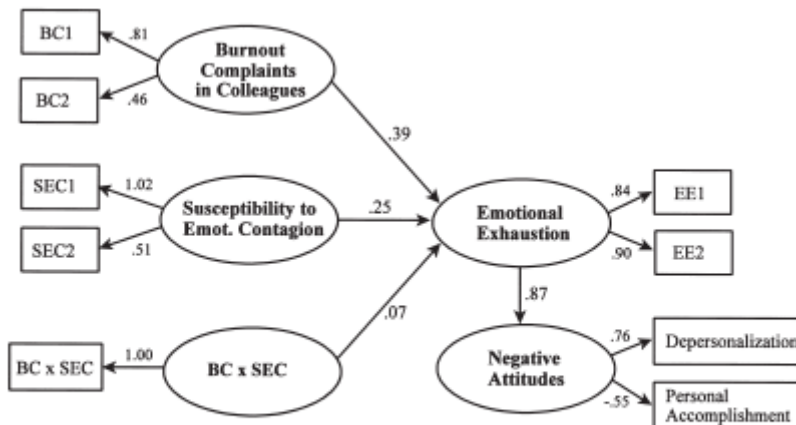 BC1
.81
Burnout
Complaints
in Colleagues
BC2
.46
.39
SEC1
1.02
Susceptibility to
Emot. Contagion
.25
SEC2
.51
Emotional
Exhaustion
.84
EE1
.90
EE2
.07
.87
BC x SEC
1.00
BC x SEC
Negative
Attitudes
.76
Depersonalization
-.55
Personal
Accomplishment